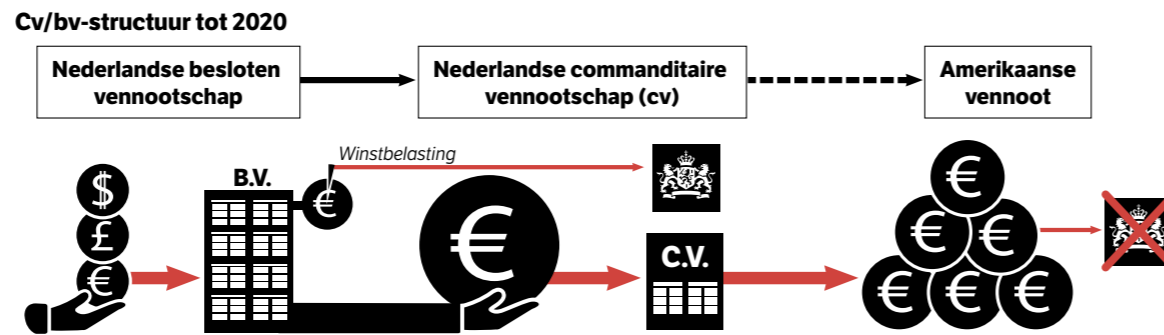 Cv/bv-structuur tot 2020
Nederlandse besloten
vennootschap
Nederlandse commanditaire
vennootschap (cv)
Amerikaanse
vennoot
Winstbelasting
B.V.
$
£
€
€
€
C.V.
€
€
€
€
€
€